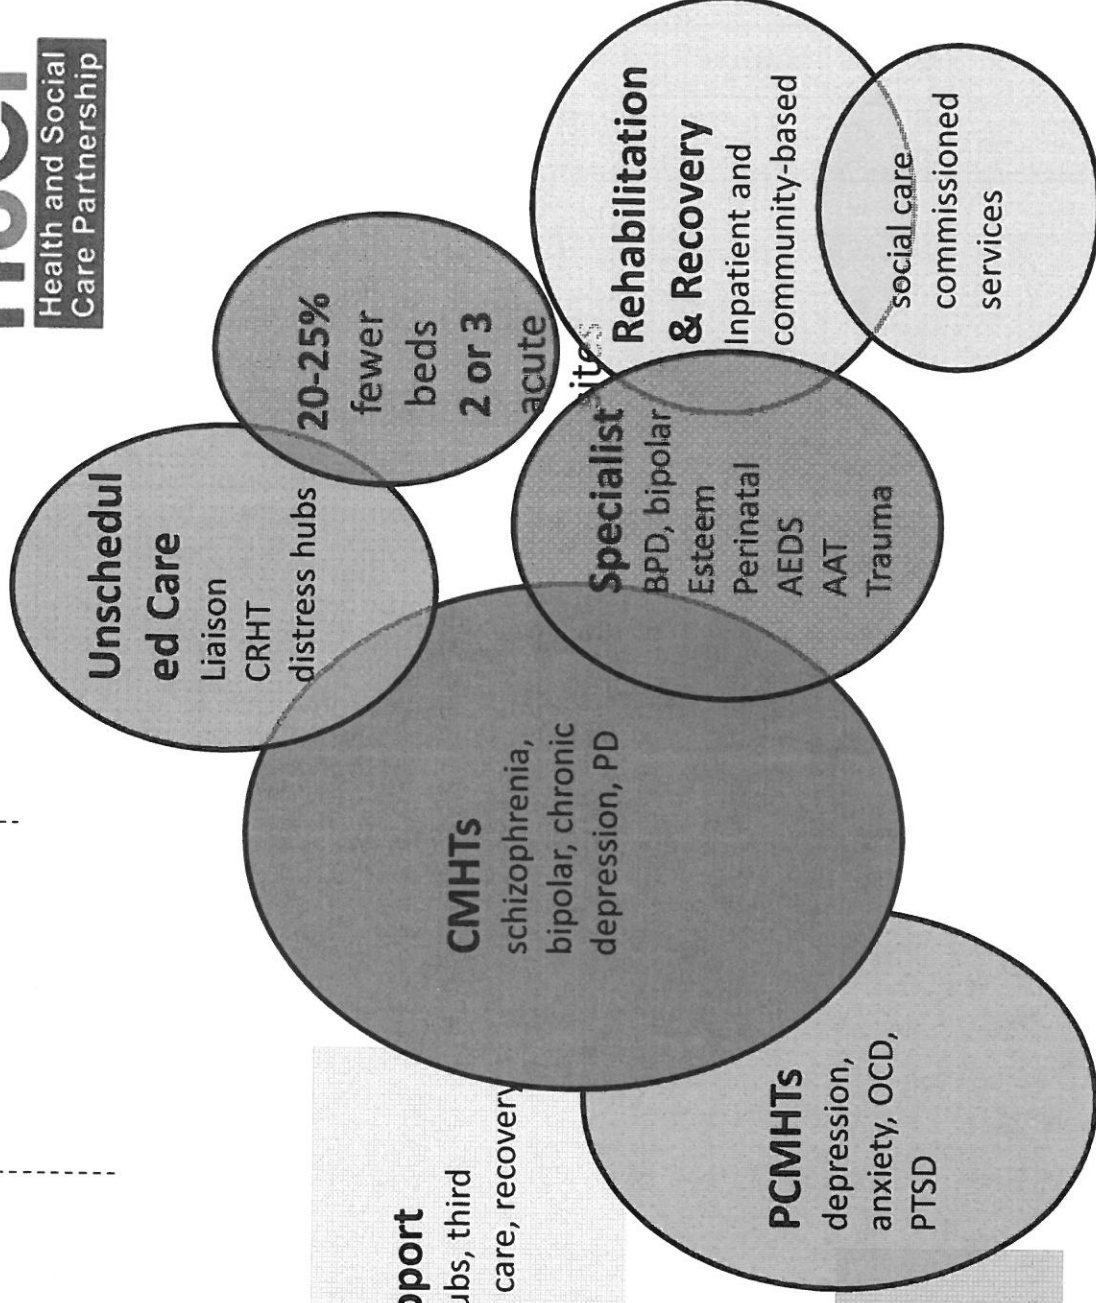 Health and Social
Care Partnership
Unschedul
ed Care
Liaison
CRHT
distress hubs
20-25%
fewer
beds
2 or 3
acute
sites
Rehabilitation
& Recovery
Inpatient and
community-based
social care
commissioned
services
Specialist
BPD, bipolar
Esteem
Perinatal
AEDS
AAT
Trauma
CMHTs
schizophrenia,
bipolar, chronic
depression, PD
PCMHTs
depression,
anxiety, OCD,
PTSD
pport
ubs, third
care, recovery